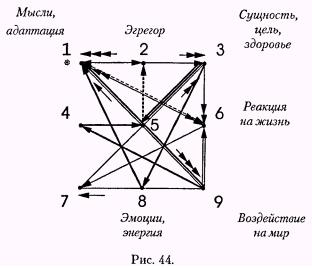 Мысли,
адаптация
Эгрегор
Сущность,
цель,
здоровье
1 2 3
4 5 6
Реакция
на жизнь
7 8 9
Эмоции,
энергия
Воздействие
на мир
Рис. 44.